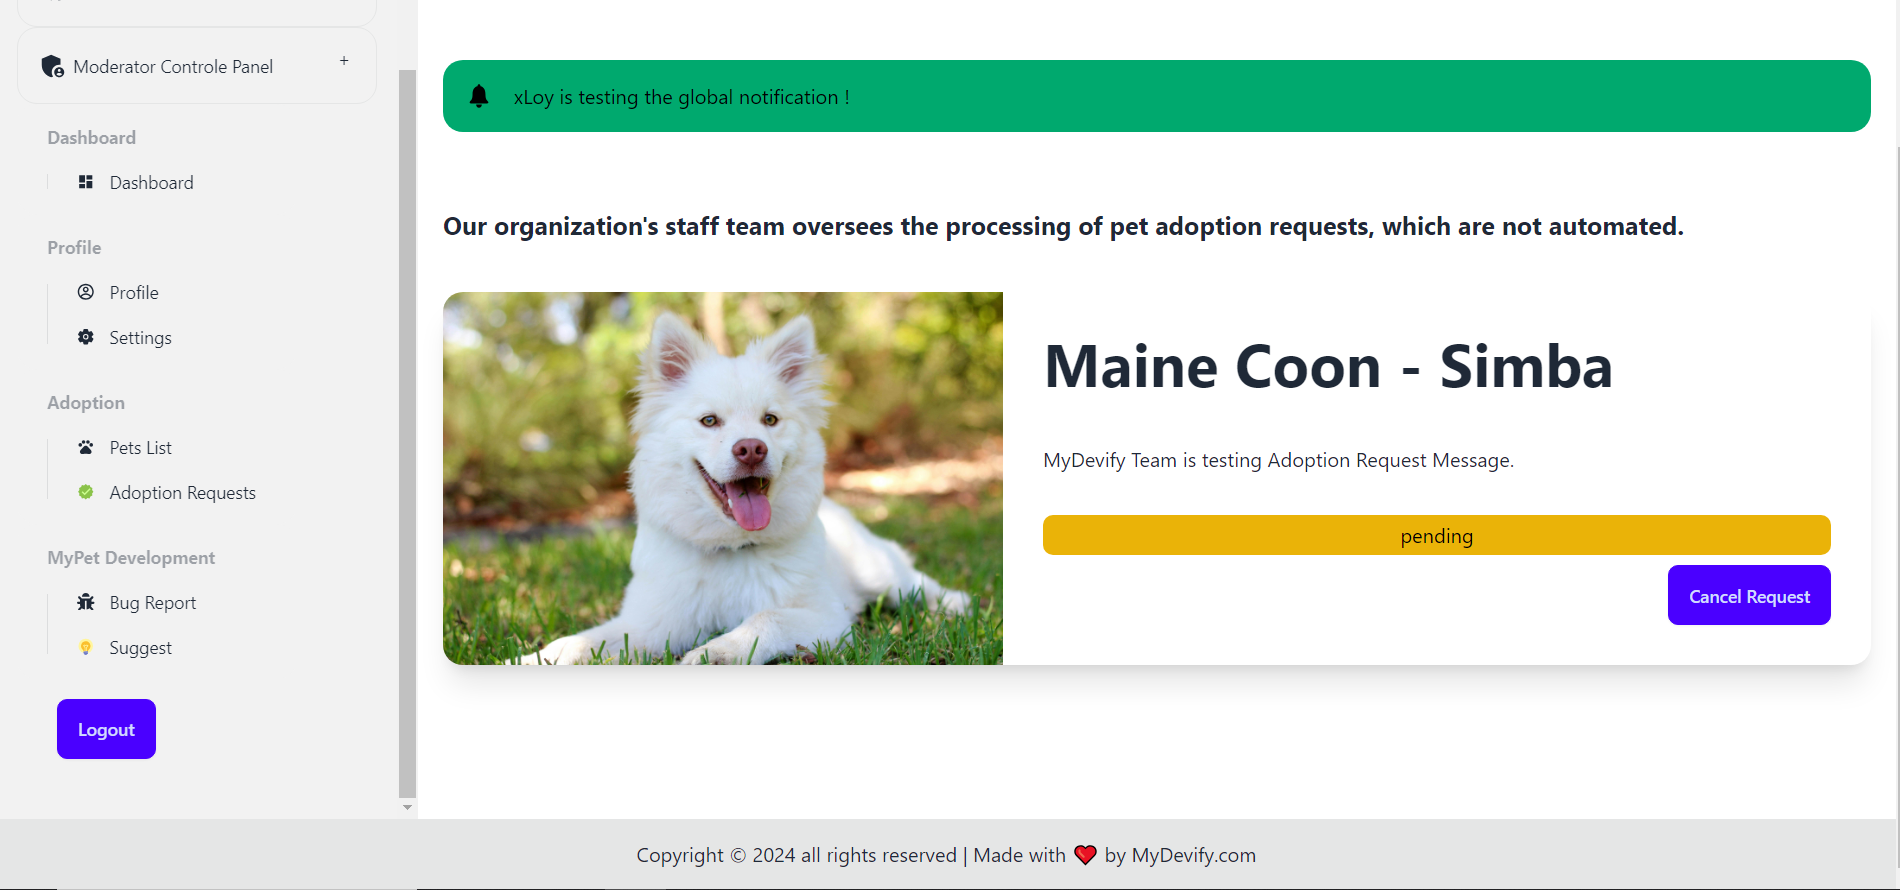 Moderator Controle Panel +
Dashboard
Dashboard
Profile
Profile
Settings
Adoption
Pets List
Adoption Requests
MyPet Development
Bug Report
Suggest
Logout
xLoy is testing the global notification !
Our organization's staff team oversees the processing of pet adoption requests, which are not automated.
Maine Coon - Simba
MyDevify Team is testing Adoption Request Message.
pending
Cancel Request
Copyright © 2024 all rights reserved | Made with ❤️ by MyDevify.com